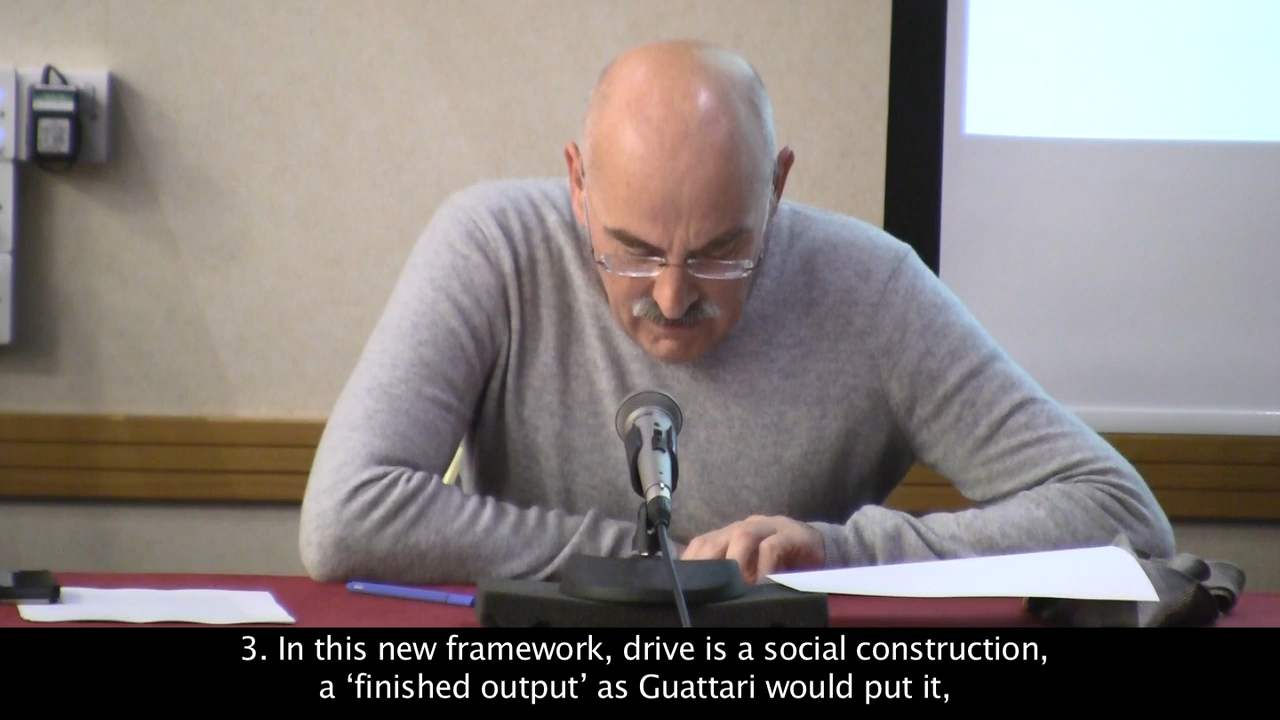 3. In this new framework, drive is a social construction,
a ‘finished output’ as Guattari would put it,